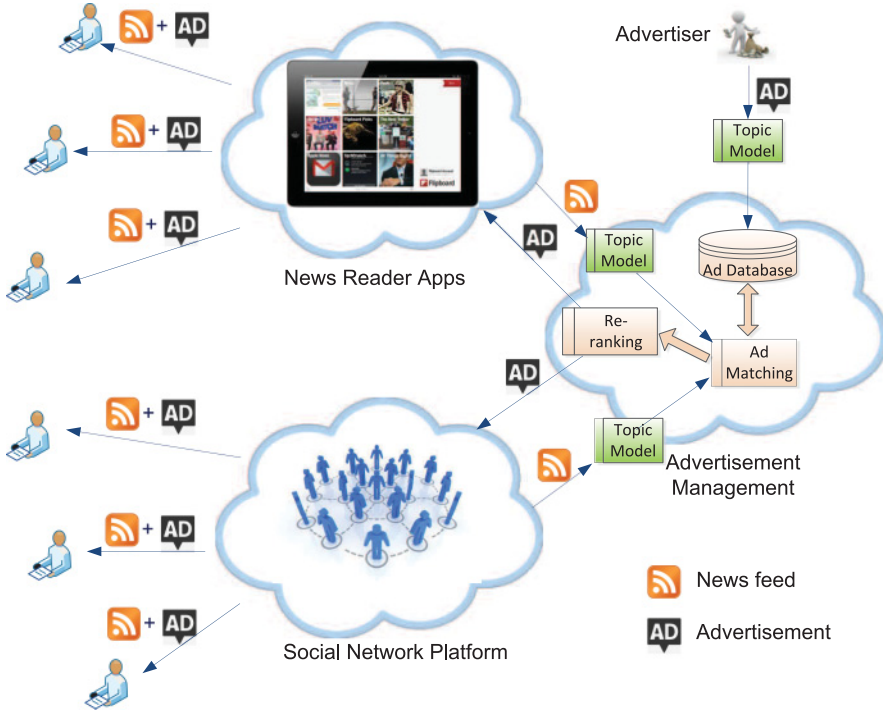 + AD
Advertiser
AD
+ AD
Topic
Model
+ AD
Flipboard
AD
Topic
Model
Ad Database
News Reader Apps
Re-
ranking
Ad
Matching
AD
+ AD
Topic
Model
Advertisement
Management
+ AD
News feed
+ AD
AD
Advertisement
Social Network Platform